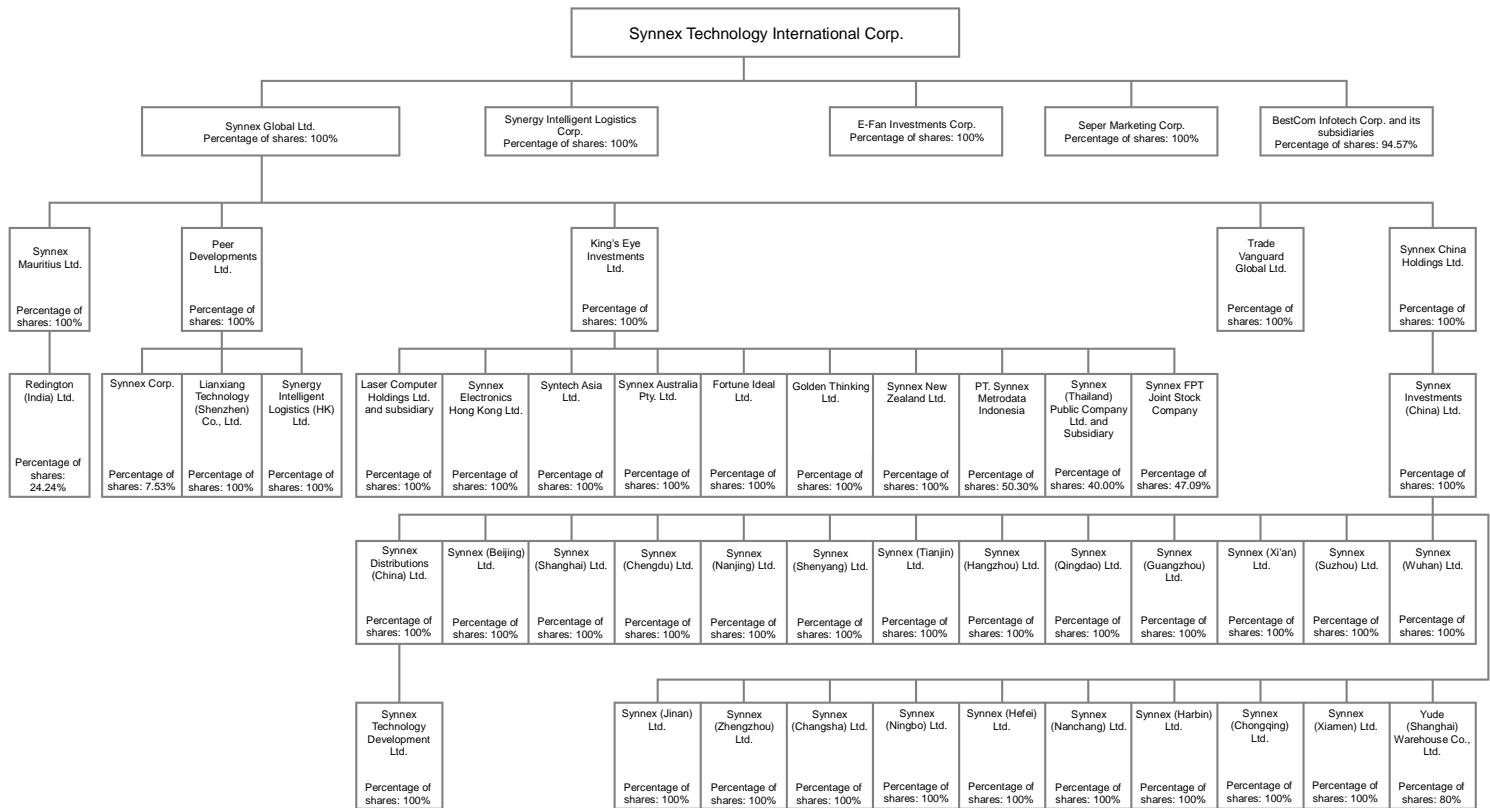 Synnex Technology International Corp.
Synnex Global Ltd.
Percentage of shares: 100%
Synergy Intelligent Logistics
Corp.
Percentage of shares: 100%
E-Fan Investments Corp.
Percentage of shares: 100%
Seper Marketing Corp.
Percentage of shares: 100%
BestCom Infotech Corp. and its
subsidiaries
Percentage of shares: 94.57%
Synnex
Mauritius Ltd.
Percentage of
shares: 100%
Peer
Developments
Ltd.
Percentage of
shares: 100%
King's Eye
Investments
Ltd.
Percentage of
shares: 100%
Trade
Vanguard
Global Ltd.
Percentage of
shares: 100%
Synnex China
Holdings Ltd.
Percentage of
shares: 100%
Redington
(India) Ltd.
Percentage of
shares:
24.24%
Synnex Corp.
Percentage of
shares: 7.53%
Lianxiang
Technology
(Shenzhen)
Co., Ltd.
Percentage of
shares: 100%
Synergy
Intelligent
Logistics (HK)
Ltd.
Percentage of
shares: 100%
Laser Computer
Holdings Ltd.
and subsidiary
Percentage of
shares: 100%
Synnex
Electronics
Hong Kong Ltd.
Percentage of
shares: 100%
Syntech Asia
Ltd.
Percentage of
shares: 100%
Synnex Australia
Pty. Ltd.
Percentage of
shares: 100%
Fortune Ideal
Ltd.
Percentage of
shares: 100%
Golden Thinking
Ltd.
Percentage of
shares: 100%
Synnex New
Zealand Ltd.
Percentage of
shares: 100%
PT. Synnex
Metrodata
Indonesia
Percentage of
shares: 50.30%
Synnex
(Thailand)
Public Company
Ltd. and
Subsidiary
Percentage of
shares: 40.00%
Synnex FPT
Joint Stock
Company
Percentage of
shares: 47.09%
Synnex
Investments
(China) Ltd.
Percentage of
shares: 100%
Synnex
Distributions
(China) Ltd.
Percentage of
shares: 100%
Synnex (Beijing)
Ltd.
Percentage of
shares: 100%
Synnex
(Shanghai) Ltd.
Percentage of
shares: 100%
Synnex
(Chengdu) Ltd.
Percentage of
shares: 100%
Synnex
(Nanjing) Ltd.
Percentage of
shares: 100%
Synnex
(Shenyang) Ltd.
Percentage of
shares: 100%
Synnex (Tianjin)
Ltd.
Percentage of
shares: 100%
Synnex
(Hangzhou) Ltd.
Percentage of
shares: 100%
Synnex
(Qingdao) Ltd.
Percentage of
shares: 100%
Synnex
(Guangzhou)
Ltd.
Percentage of
shares: 100%
Synnex (Xi'an)
Ltd.
Percentage of
shares: 100%
Synnex
(Suzhou) Ltd.
Percentage of
shares: 100%
Synnex
(Wuhan) Ltd.
Percentage of
shares: 100%
Synnex
Technology
Development
Ltd.
Percentage of
shares: 100%
Synnex (Jinan)
Ltd.
Percentage of
shares: 100%
Synnex
(Zhengzhou)
Ltd.
Percentage of
shares: 100%
Synnex
(Changsha) Ltd.
Percentage of
shares: 100%
Synnex
(Ningbo) Ltd.
Percentage of
shares: 100%
Synnex (Hefei)
Ltd.
Percentage of
shares: 100%
Synnex
(Nanchang) Ltd.
Percentage of
shares: 100%
Synnex (Harbin)
Ltd.
Percentage of
shares: 100%
Synnex
(Chongqing)
Ltd.
Percentage of
shares: 100%
Synnex
(Xiamen) Ltd.
Percentage of
shares: 100%
Yude
(Shanghai)
Warehouse Co.,
Ltd.
Percentage of
shares: 80%